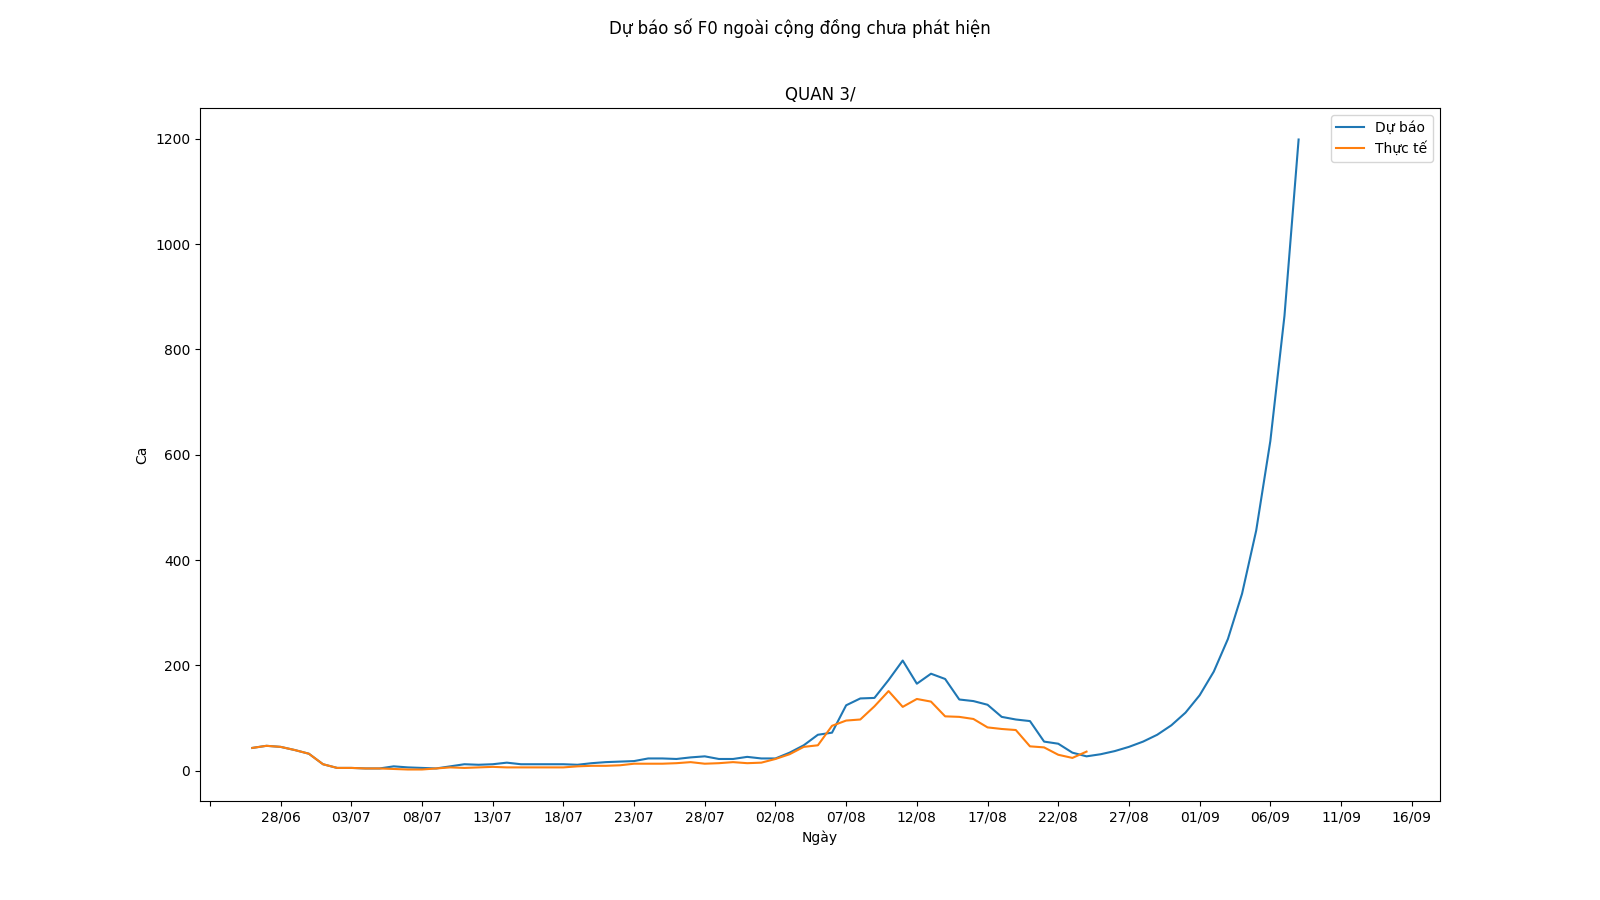 Dự báo số F0 ngoài cộng đồng chưa phát hiện
QUAN 3/
Dự báo
Thực tế
1200
1000
800
600
400
200
0
Ca
28/06 03/07 08/07 13/07 18/07 23/07 28/07 02/08 07/08 12/08 17/08 22/08 27/08 01/09 06/09 11/09 16/09
Ngày